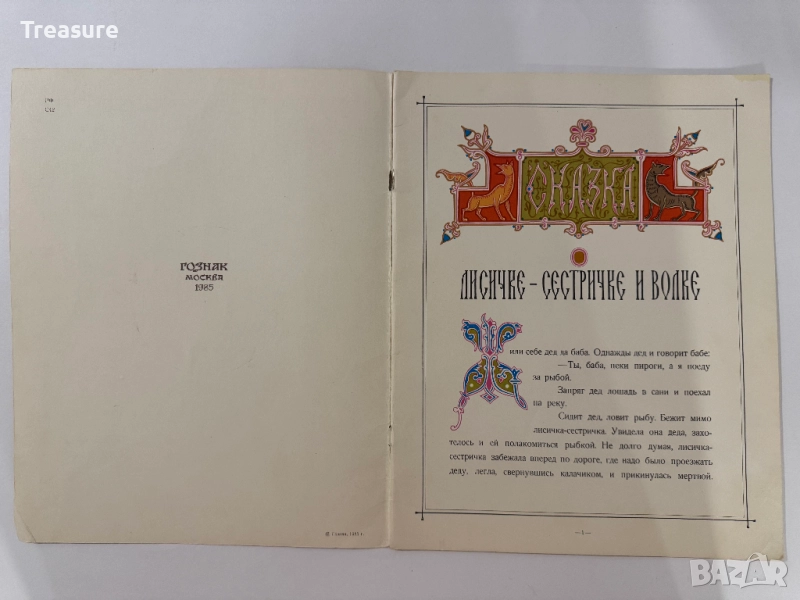 Treasure
ГОЗНАК
МОСКВА
1985
СКАЗКА
О
ЛИСИЧКЕ – СЕСТРИЧКЕ И ВОЛКЕ
Жили себе дед да баба. Однажды дед и говорит бабе:
— Ты, баба, пеки пироги, а я поеду
за рыбой.
Запряг дед лошадь в сани и поехал
на реку.
Сидит дед, ловит рыбу. Бежит мимо
лисичка-сестричка. Увидела она деда, захо-
телось и ей полакомиться рыбкой. Не долго думая, лисичка-
сестричка забежала вперед по дороге, где надо было проезжать
деду, легла, свернувшись калачиком, и прикинулась мертвой.
BAZAR